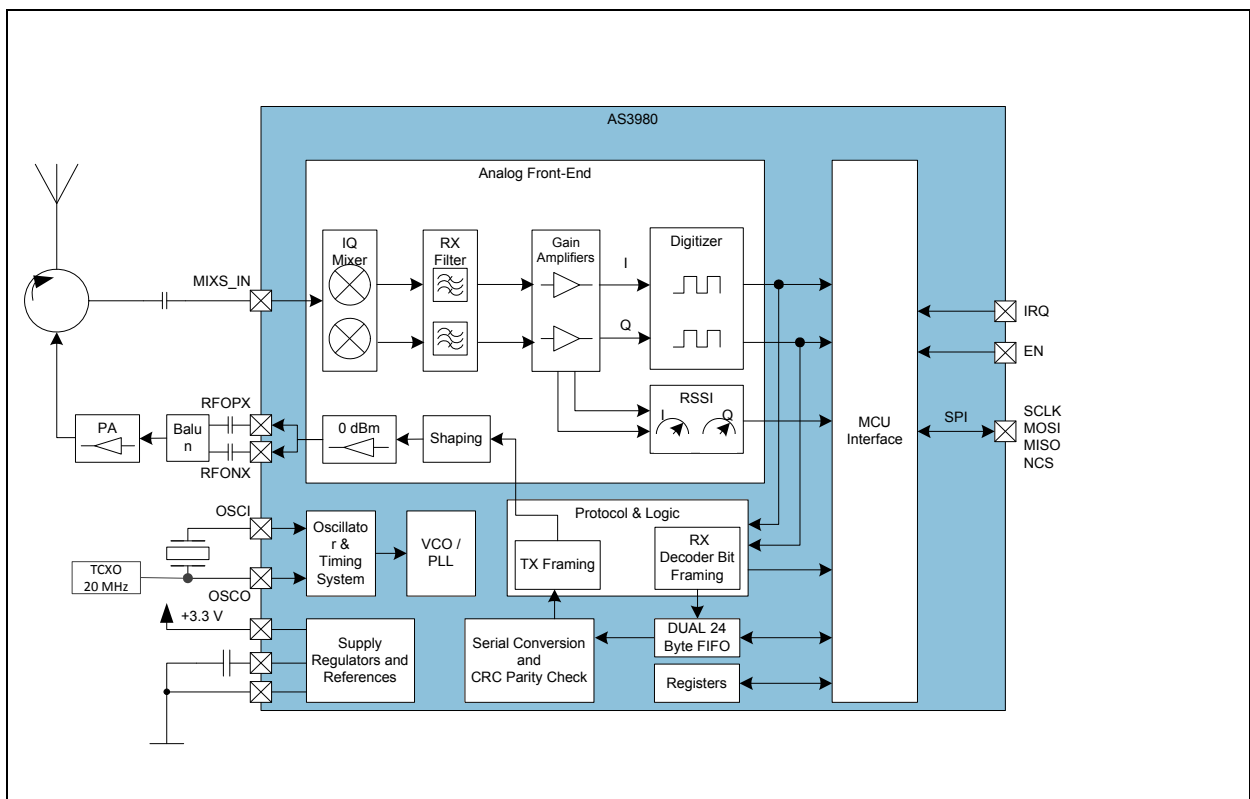 AS3980
Analog Front-End
IQ
Mixer
RX
Filter
Gain
Amplifiers
I
Q
Digitizer
MIXS_IN
IRQ
EN
RSSI
I
Q
MCU
Interface
SPI
SCLK
MOSI
MISO
NCS
RFOPX
RFONX
PA
Balu
n
0 dBm
Shaping
OSCI
OSCO
TCXO
20 MHz
Oscillato
r &
Timing
System
VCO /
PLL
Protocol & Logic
TX Framing
RX
Decoder Bit
Framing
+3.3 V
Supply
Regulators and
References
Serial Conversion
and
CRC Parity Check
DUAL 24
Byte FIFO
Registers